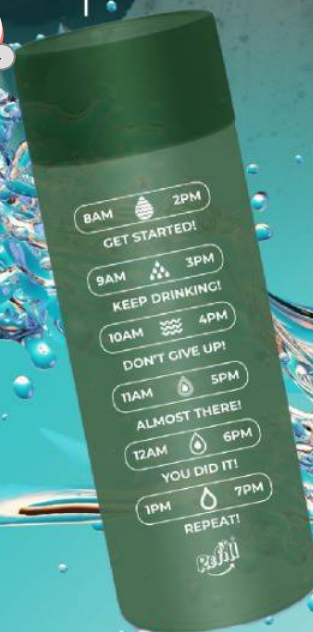 8AM 2PM
GET STARTED!
9AM 3PM
KEEP DRINKING!
10AM 4PM
DON'T GIVE UP!
11AM 5PM
ALMOST THERE!
12AM 6PM
YOU DID IT!
1PM 7PM
REPEAT!
Refill